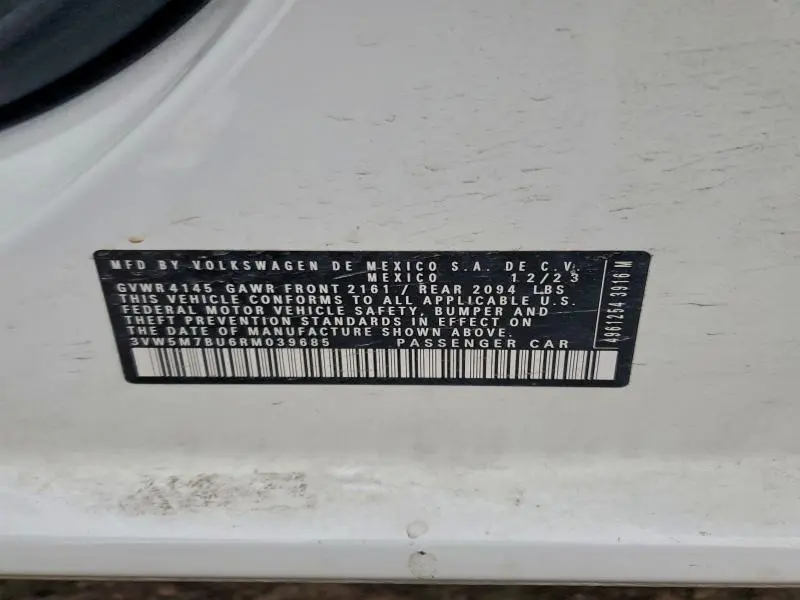 MFD BY VOLKSWAGEN DE MEXICO S.A. DE C.V.
MEXICO 12/23
GVWR 4145 GAWR FRONT 2161 / REAR 2094 LBS
THIS VEHICLE CONFORMS TO ALL APPLICABLE U.S.
FEDERAL MOTOR VEHICLE SAFETY, BUMPER AND
THEFT PREVENTION STANDARDS IN EFFECT ON
THE DATE OF MANUFACTURE SHOWN ABOVE.
3VW5M7BU6RM039685 PASSENGER CAR
4961254 3916 M